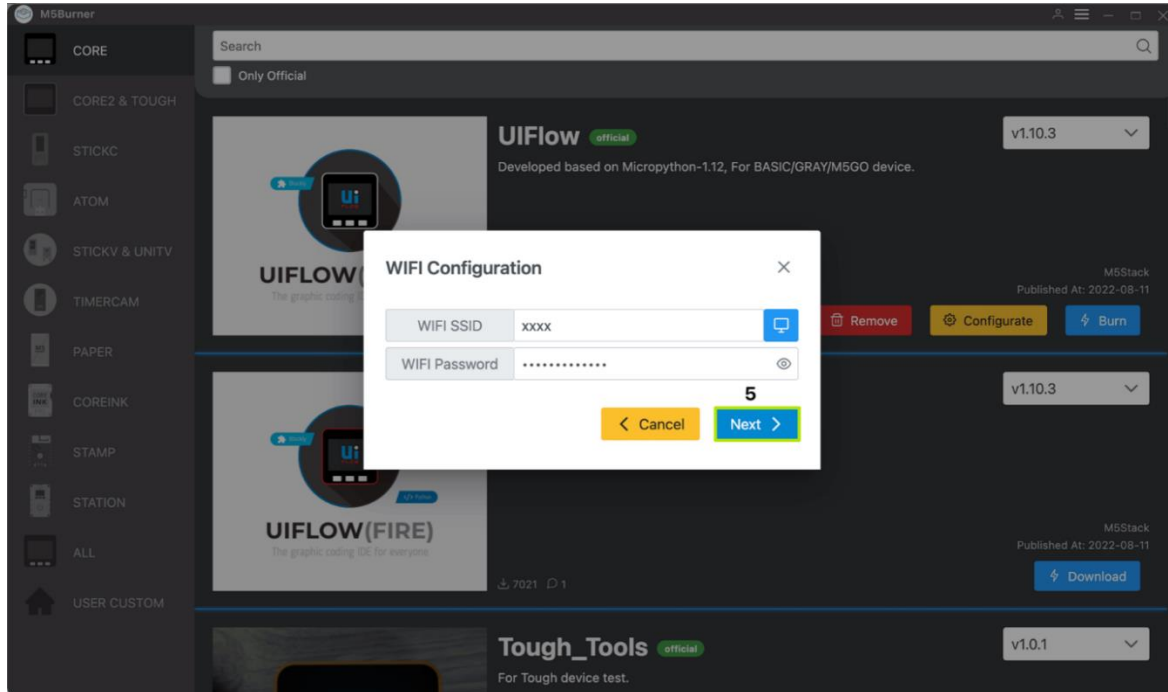 M5Burner
CORE
CORE2 & TOUGH
STICKC
ATOM
STICKV & UNITV
TIMERCAM
PAPER
COREINK
STAMP
STATION
ALL
USER CUSTOM
Search
Only Official
UIFlow official
v1.10.3
Developed based on Micropython-1.12, For BASIC/GRAY/M5GO device.
Ui
UIFLOW(
The graphic coding ID
M5Stack
Published At: 2022-08-11
Remove
Configurate
Burn
WIFI Configuration
WIFI SSID xxxx
WIFI Password •••••••••••••
5
Cancel
Next
v1.10.3
Ui
UIFLOW(FIRE)
The graphic coding IDE for everyone
M5Stack
Published At: 2022-08-11
7021 1
Download
Tough_Tools official
v1.0.1
For Tough device test.